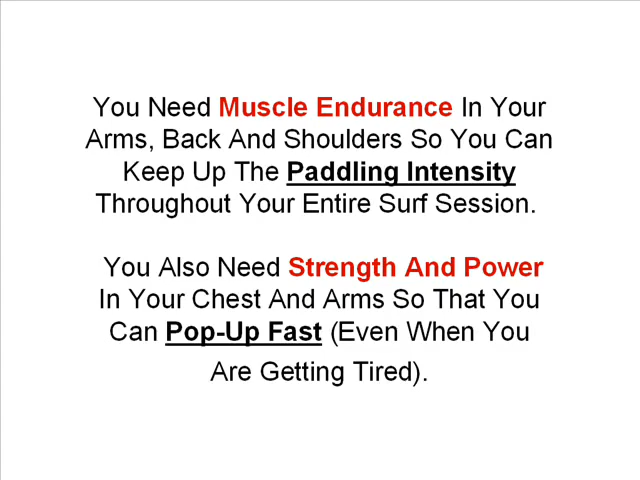 You Need Muscle Endurance In Your
Arms, Back And Shoulders So You Can
Keep Up The Paddling Intensity
Throughout Your Entire Surf Session.
You Also Need Strength And Power
In Your Chest And Arms So That You
Can Pop-Up Fast (Even When You
Are Getting Tired).